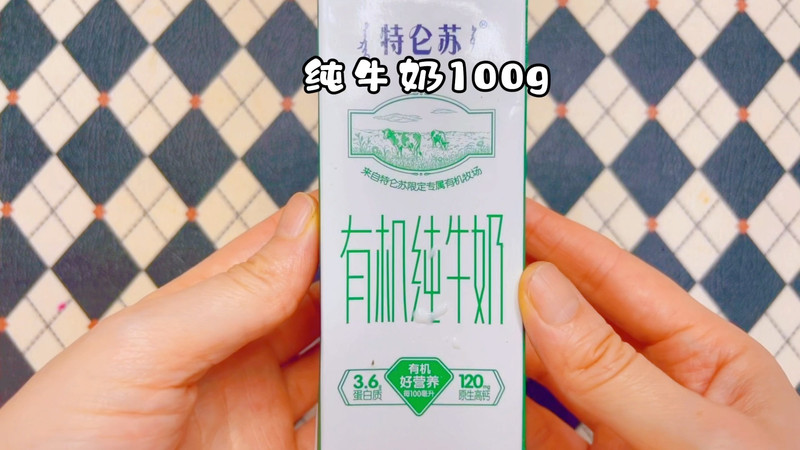 特仑苏
纯牛奶100g
来自特仑苏限定专属有机牧场
有机纯牛奶
3.6g
蛋白质
有机
好营养
每100毫升
120mg
原生高钙